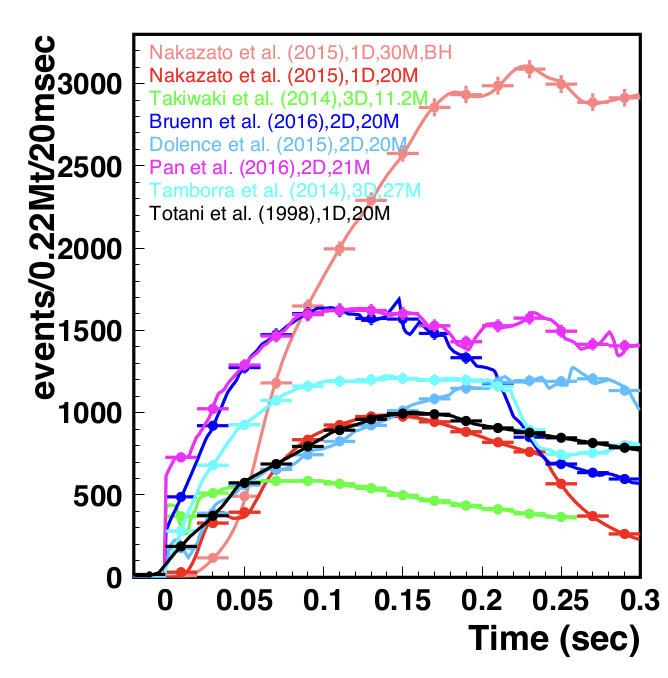 Nakazato et al. (2015),1D,30M,BH
Nakazato et al. (2015),1D,20M
Takiwaki et al. (2014),3D,11.2M
Bruenn et al. (2016),2D,20M
Dolence et al. (2015),2D,20M
Pan et al. (2016),2D,21M
Tamborra et al. (2014),3D,27M
Totani et al. (1998),1D,20M
events/0.22Mt/20msec
3000
2500
2000
1500
1000
500
0
0 0.05 0.1 0.15 0.2 0.25 0.3
Time (sec)